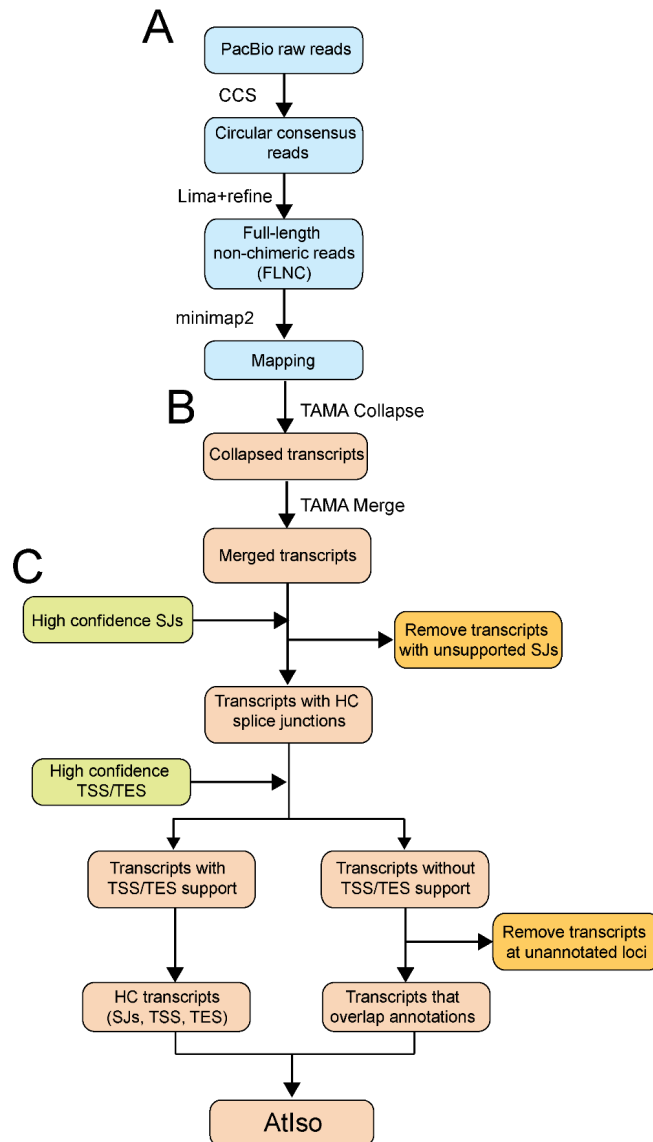 A
PacBio raw reads
CCS
Circular consensus
reads
Lima+refine
Full-length
non-chimeric reads
(FLNC)
minimap2
Mapping
B
TAMA Collapse
Collapsed transcripts
TAMA Merge
Merged transcripts
C
High confidence SJs
Remove transcripts
with unsupported SJs
Transcripts with HC
splice junctions
High confidence
TSS/TES
Transcripts with
TSS/TES support
Transcripts without
TSS/TES support
Remove transcripts
at unannotated loci
HC transcripts
(SJs, TSS, TES)
Transcripts that
overlap annotations
AtIso